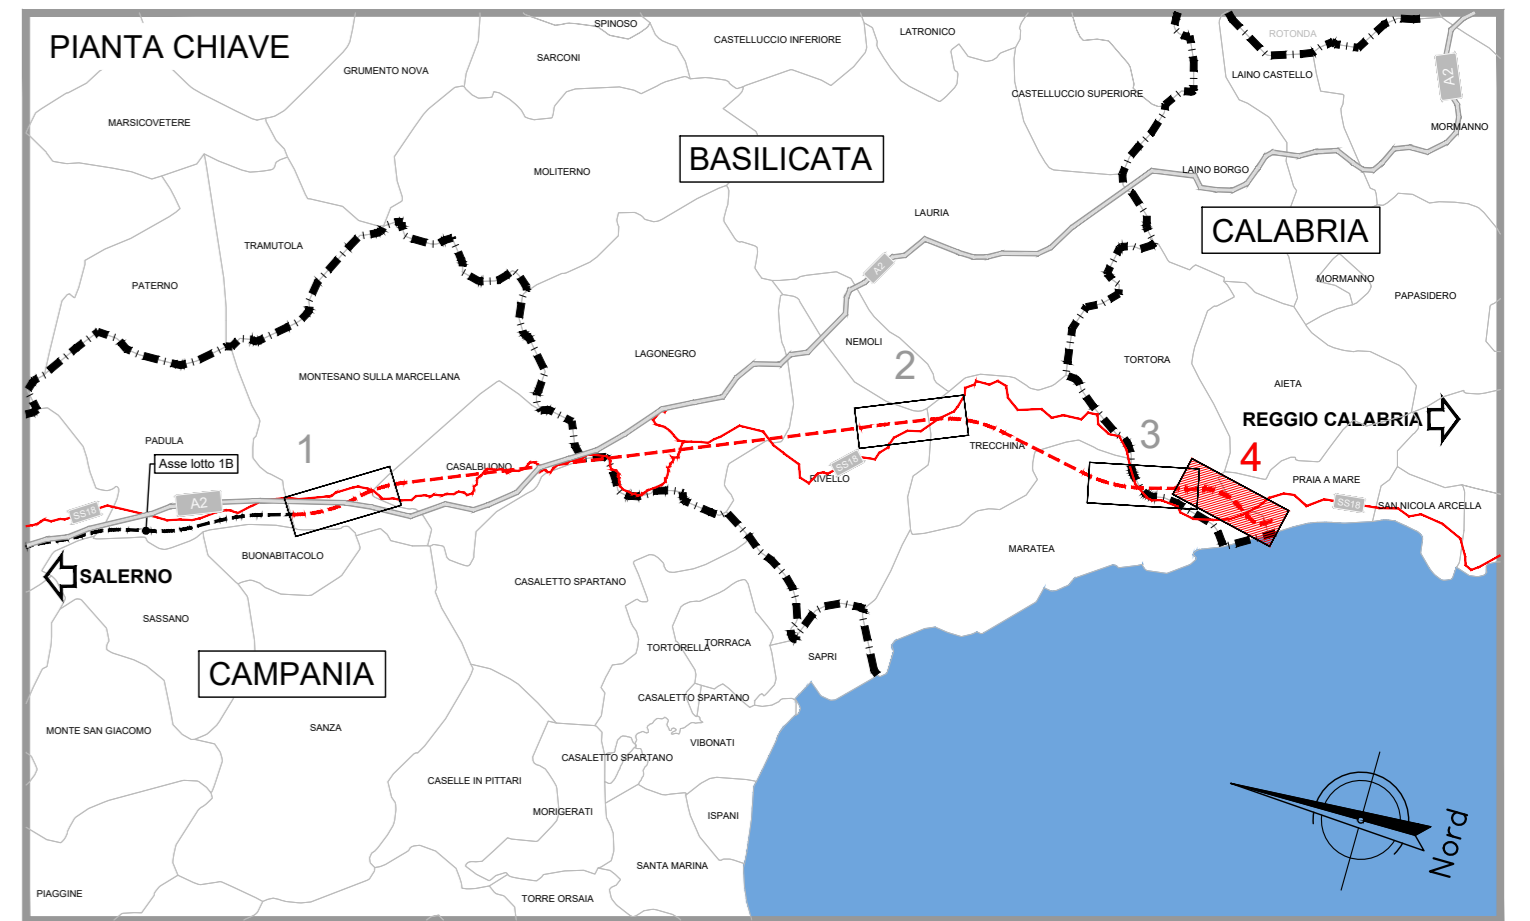 PIANTA CHIAVE
SPINOSO
SARCONI
GRUMENTO NOVA
CASTELLUCCIO INFERIORE
LATRONICO
ROTONDA
LAINO CASTELLO
A2
CASTELLUCCIO SUPERIORE
MORMANNO
MARSICOVETERE
BASILICATA
MOLITERNO
LAINO BORGO
LAURIA
CALABRIA
TRAMUTOLA
A2
MORMANNO
PATERNO
PAPASIDERO
LAGONEGRO
NEMOLI
2
TORTORA
MONTESANO SULLA MARCELLANA
AIETA
REGGIO CALABRIA
PADULA
1
3
4
TRECCHINA
Asse lotto 1B
CASALBUONO
SS18
RIVELLO
PRAIA A MARE
A2
SS18
SS18
SAN NICOLA ARCELLA
BUONABITACOLO
MARATEA
SALERNO
CASALETTO SPARTANO
SASSANO
TORTORELLA
TORRACA
SAPRI
CAMPANIA
CASALETTO SPARTANO
MONTE SAN GIACOMO
SANZA
VIBONATI
CASALETTO SPARTANO
CASELLE IN PITTARI
MORIGERATI
ISPANI
Nord
SANTA MARINA
PIAGGINE
TORRE ORSAIA